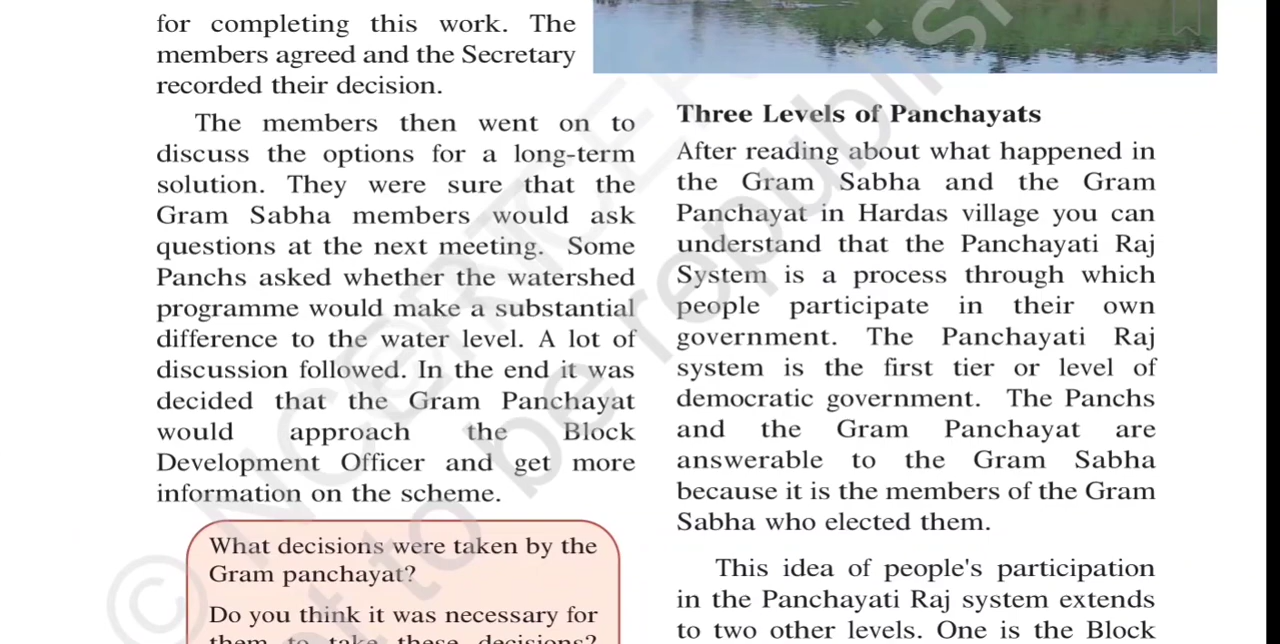 for completing this work. The
members agreed and the Secretary
recorded their decision.
The members then went on to
discuss the options for a long-term
solution. They were sure that the
Gram Sabha members would ask
questions at the next meeting. Some
Panchs asked whether the watershed
programme would make a substantial
difference to the water level. A lot of
discussion followed. In the end it was
decided that the Gram Panchayat
would approach the Block
Development Officer and get more
information on the scheme.
What decisions were taken by the
Gram panchayat?
Do you think it was necessary for
them to take these decisions?
Three Levels of Panchayats
After reading about what happened in
the Gram Sabha and the Gram
Panchayat in Hardas village you can
understand that the Panchayati Raj
System is a process through which
people participate in their own
government. The Panchayati Raj
system is the first tier or level of
democratic government. The Panchs
and the Gram Panchayat are
answerable to the Gram Sabha
because it is the members of the Gram
Sabha who elected them.
This idea of people's participation
in the Panchayati Raj system extends
to two other levels. One is the Block
© NCERT
to be republish